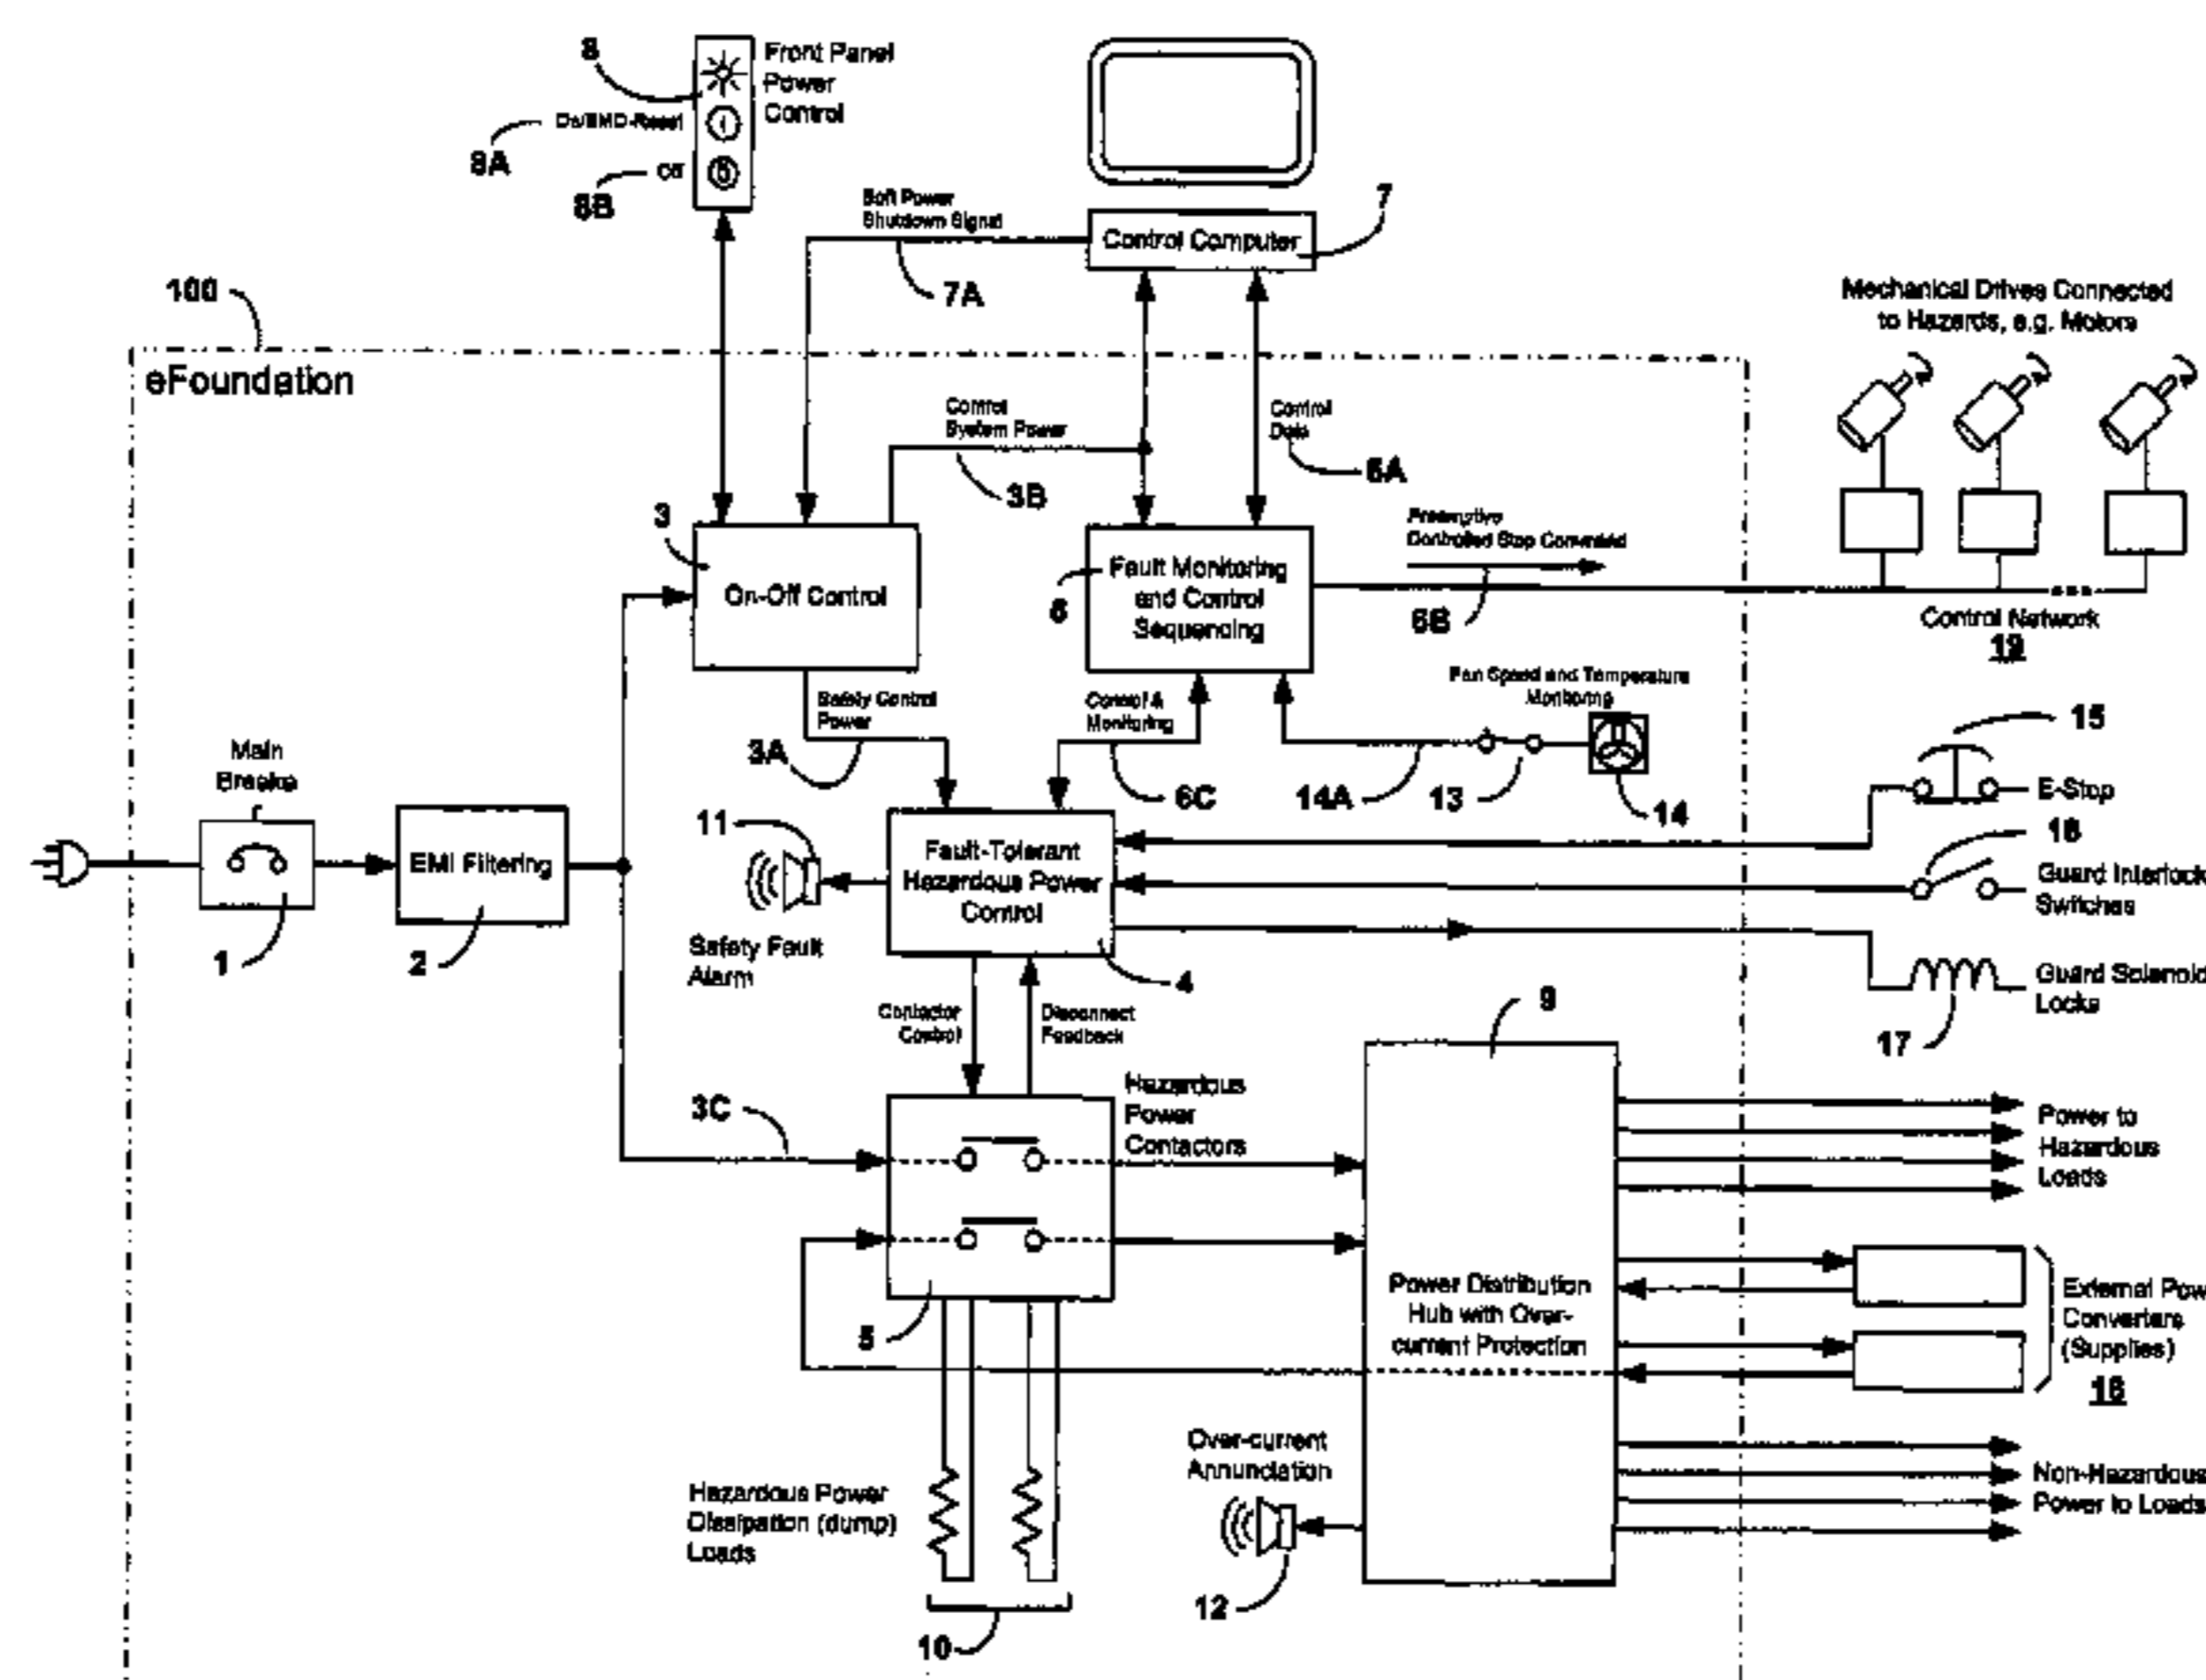 8
Front Panel
Power
Control
8A
On/EMO-Reset
8B
Off
Soft Power
Shutdown Signal
7
Control Computer
7A
100
Mechanical Drives Connected
to Hazards, e.g. Motors
eFoundation
Control
System Power
3B
Control
Data
6A
3
On-Off Control
6
Fault Monitoring
and Control
Sequencing
Preemptive
Controlled Stop Command
6B
Control Network
19
Safety Control
Power
3A
Control &
Monitoring
6C
Fan Speed and Temperature
Monitoring
14A
13
14
15
E-Stop
Main
Breake
1
EMI Filtering
2
11
Safety Fault
Alarm
Fault-Tolerant
Hazardous Power
Control
4
16
Guard Interlock
Switches
Guard Solenoid
Locks
17
Contactor
Control
Disconnect
Feedback
9
3C
Hazardous
Power
Contactors
5
Power Distribution
Hub with Over-
current Protection
Power to
Hazardous
Loads
External Pow
Converters
(Supplies)
18
Over-current
Annunciation
12
Non-Hazardous
Power to Loads
Hazardous Power
Dissipation (dump)
Loads
10